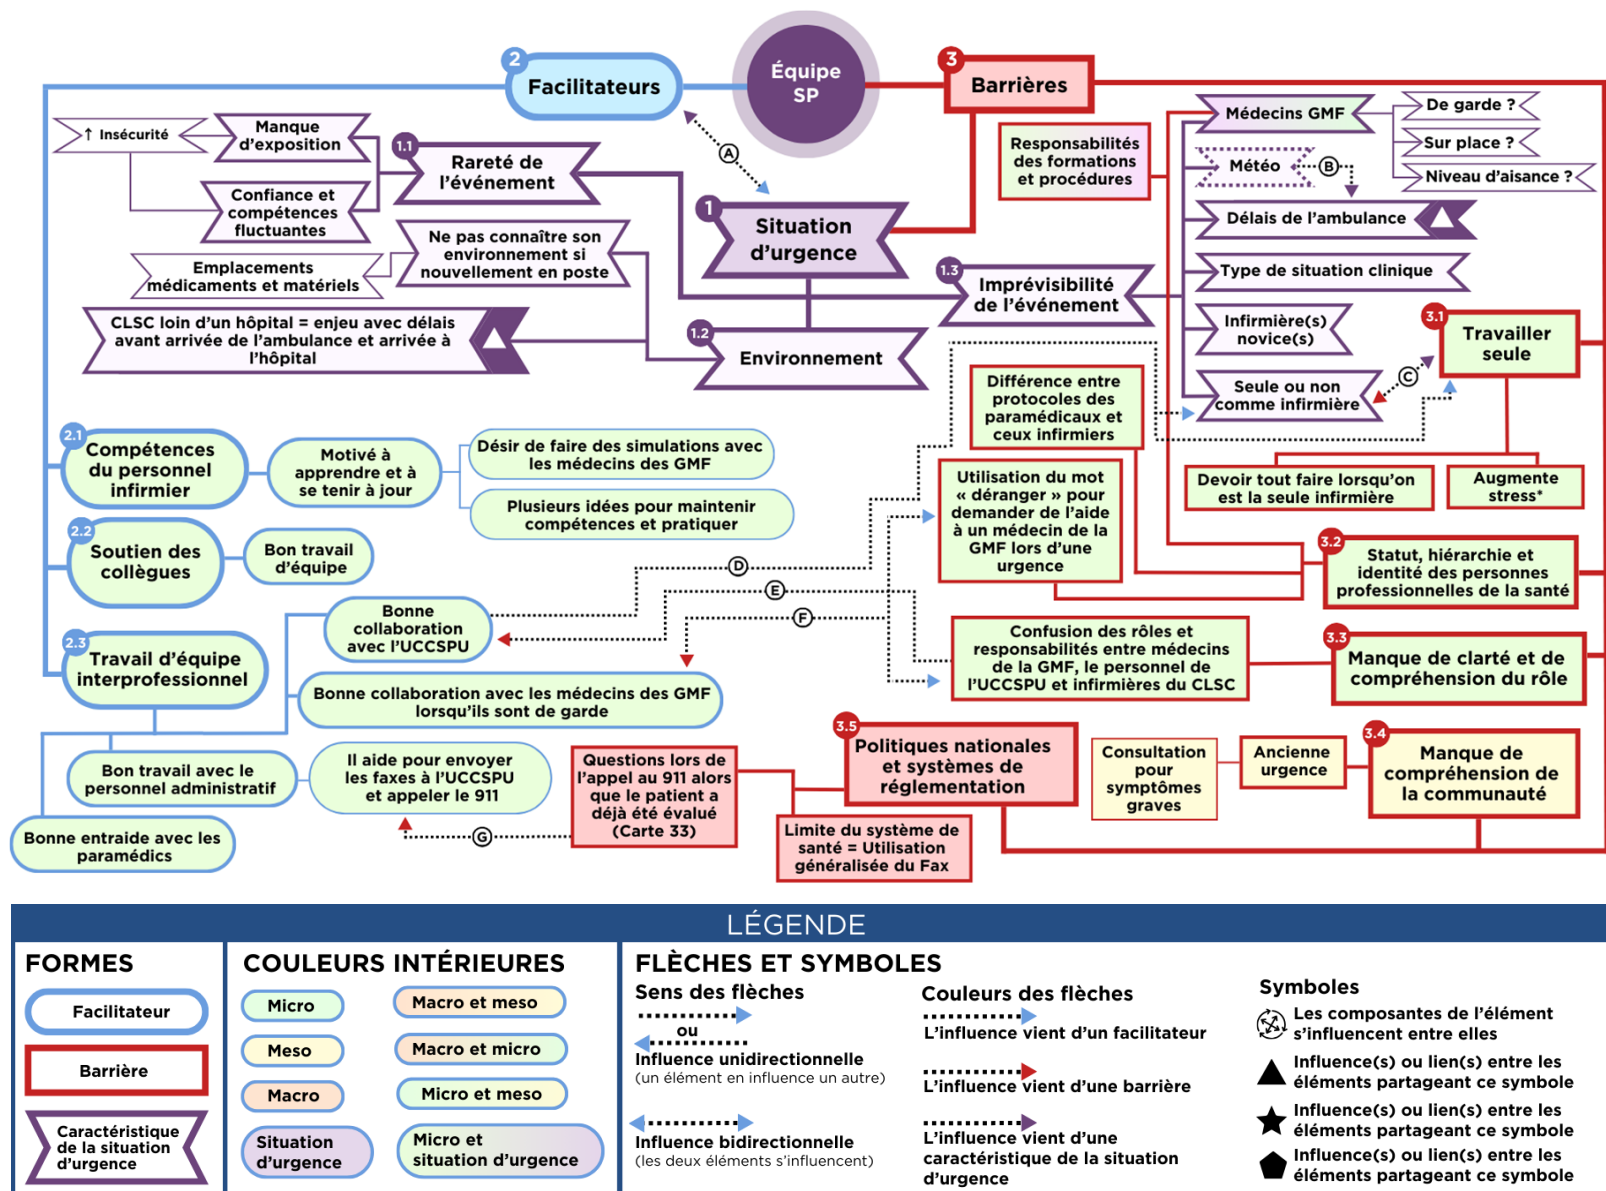 2
Facilitateurs
Équipe
SP
3
Barrières
A
↑ Insécurité
Manque
d'exposition
Confiance et
compétences
fluctuantes
1.1
Rareté de
l'événement
1
Situation
d'urgence
Ne pas connaître son
environnement si
nouvellement en poste
Emplacements
médicaments et matériels
CLSC loin d'un hôpital = enjeu avec délais
avant arrivée de l'ambulance et arrivée à
l'hôpital
1.2
Environnement
1.3
Imprévisibilité
de l'événement
Responsabilités
des formations
et procédures
Médecins GMF
De garde ?
Sur place ?
Niveau d'aisance ?
Météo
B
Délais de l'ambulance
Type de situation clinique
Infirmière(s)
novice(s)
Seule ou non
comme infirmière
C
3.1
Travailler
seule
Devoir tout faire lorsqu'on
est la seule infirmière
Augmente
stress*
2.1
Compétences
du personnel
infirmier
Motivé à
apprendre et à
se tenir à jour
Désir de faire des simulations avec
les médecins des GMF
Plusieurs idées pour maintenir
compétences et pratiquer
2.2
Soutien des
collègues
Bon travail
d'équipe
2.3
Travail d'équipe
interprofessionnel
Bonne
collaboration
avec l'UCCSPU
Bonne collaboration avec les médecins des GMF
lorsqu'ils sont de garde
Bon travail avec le
personnel administratif
Il aide pour envoyer
les faxes à l'UCCSPU
et appeler le 911
Bonne entraide avec les
paramédics
D
E
F
G
Différence entre
protocoles des
paramédicaux et
ceux infirmiers
Utilisation du mot
« déranger » pour
demander de l'aide
à un médecin de la
GMF lors d'une
urgence
3.2
Statut, hiérarchie et
identité des personnes
professionnelles de la santé
Confusion des rôles et
responsabilités entre médecins
de la GMF, le personnel de
l'UCCSPU et infirmières du CLSC
3.3
Manque de clarté et de
compréhension du rôle
3.4
Manque de
compréhension de
la communauté
Ancienne
urgence
Consultation
pour
symptômes
graves
3.5
Politiques nationales
et systèmes de
réglementation
Questions lors de
l'appel au 911 alors
que le patient a
déjà été évalué
(Carte 33)
Limite du système de
santé = Utilisation
généralisée du Fax
LÉGENDE
FORMES
Facilitateur
Barrière
Caractéristique
de la situation
d'urgence
COULEURS INTÉRIEURES
Micro
Meso
Macro
Situation
d'urgence
Macro et meso
Macro et micro
Micro et meso
Micro et
situation d'urgence
FLÈCHES ET SYMBOLES
Sens des flèches
ou
Influence unidirectionnelle
(un élément en influence un autre)
Influence bidirectionnelle
(les deux éléments s'influencent)
Couleurs des flèches
L'influence vient d'un facilitateur
L'influence vient d'une barrière
L'influence vient d'une
caractéristique de la situation
d'urgence
Symboles
Les composantes de l'élément
s'influencent entre elles
Influence(s) ou lien(s) entre les
éléments partageant ce symbole
Influence(s) ou lien(s) entre les
éléments partageant ce symbole
Influence(s) ou lien(s) entre les
éléments partageant ce symbole